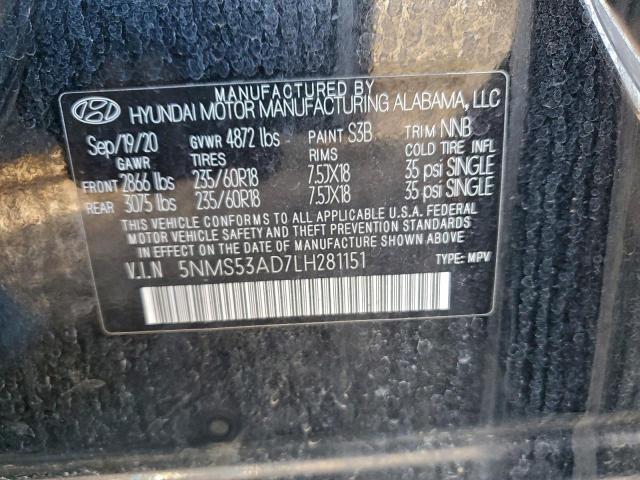 MANUFACTURED BY
HYUNDAI MOTOR MANUFACTURING ALABAMA, LLC
Sep/19/20 GVWR 4872 lbs PAINT S3B TRIM NNB
GAWR TIRES RIMS COLD TIRE INFL
FRONT 2866 lbs 235/60R18 7.5JX18 35 psi SINGLE
REAR 3075 lbs 235/60R18 7.5JX18 35 psi SINGLE
THIS VEHICLE CONFORMS TO ALL APPLICABLE U.S.A. FEDERAL
MOTOR VEHICLE SAFETY AND THEFT PREVENTION STANDARDS
IN EFFECT ON THE DATE OF MANUFACTURE SHOWN ABOVE.
V.I.N 5NMS53AD7LH281151 TYPE: MPV